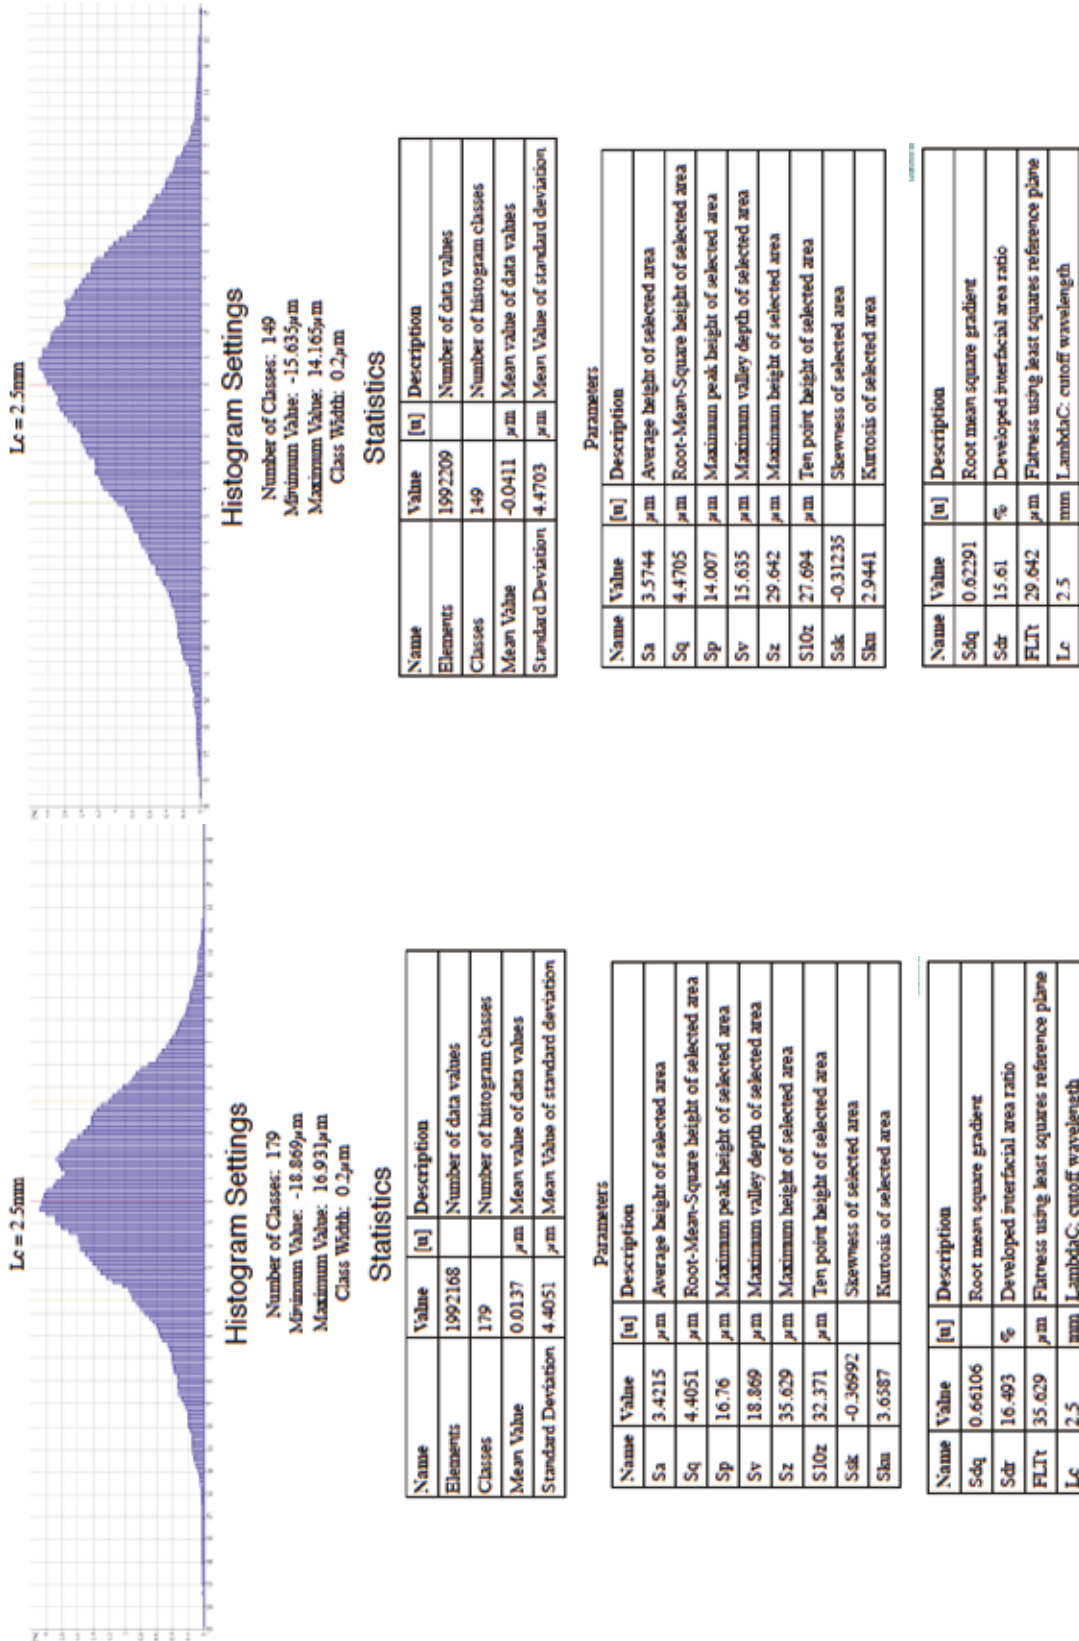 Lc = 2.5mm
Histogram Settings
Number of Classes: 179
Minimum Value: -18.869μm
Maximum Value: 16.931μm
Class Width: 0.2μm
Statistics
Name Value [u] Description
Elements 1992168 Number of data values
Classes 179 Number of histogram classes
Mean Value 0.0137 μm Mean value of data values
Standard Deviation 4.4051 μm Mean Value of standard deviation
Parameters
Name Value [u] Description
Sa 3.4215 μm Average height of selected area
Sq 4.4051 μm Root-Mean-Square height of selected area
Sp 16.76 μm Maximum peak height of selected area
Sv 18.869 μm Maximum valley depth of selected area
Sz 35.629 μm Maximum height of selected area
S10z 32.371 μm Ten point height of selected area
Ssk -0.36992 Skewness of selected area
Sku 3.6587 Kurtosis of selected area
Name Value [u] Description
Sdq 0.66106 Root mean square gradient
Sdr 16.493 % Developed interfacial area ratio
FLTt 35.629 μm Flatness using least squares reference plane
Lc 2.5 mm LambdaC: cutoff wavelength
Lc = 2.5mm
Histogram Settings
Number of Classes: 149
Minimum Value: -15.635μm
Maximum Value: 14.165μm
Class Width: 0.2μm
Statistics
Name Value [u] Description
Elements 1992209 Number of data values
Classes 149 Number of histogram classes
Mean Value -0.0411 μm Mean value of data values
Standard Deviation 4.4703 μm Mean Value of standard deviation
Parameters
Name Value [u] Description
Sa 3.5744 μm Average height of selected area
Sq 4.4705 μm Root-Mean-Square height of selected area
Sp 14.007 μm Maximum peak height of selected area
Sv 15.635 μm Maximum valley depth of selected area
Sz 29.642 μm Maximum height of selected area
S10z 27.694 μm Ten point height of selected area
Ssk -0.31235 Skewness of selected area
Sku 2.9441 Kurtosis of selected area
Name Value [u] Description
Sdq 0.62291 Root mean square gradient
Sdr 15.61 % Developed interfacial area ratio
FLTt 29.642 μm Flatness using least squares reference plane
Lc 2.5 mm LambdaC: cutoff wavelength